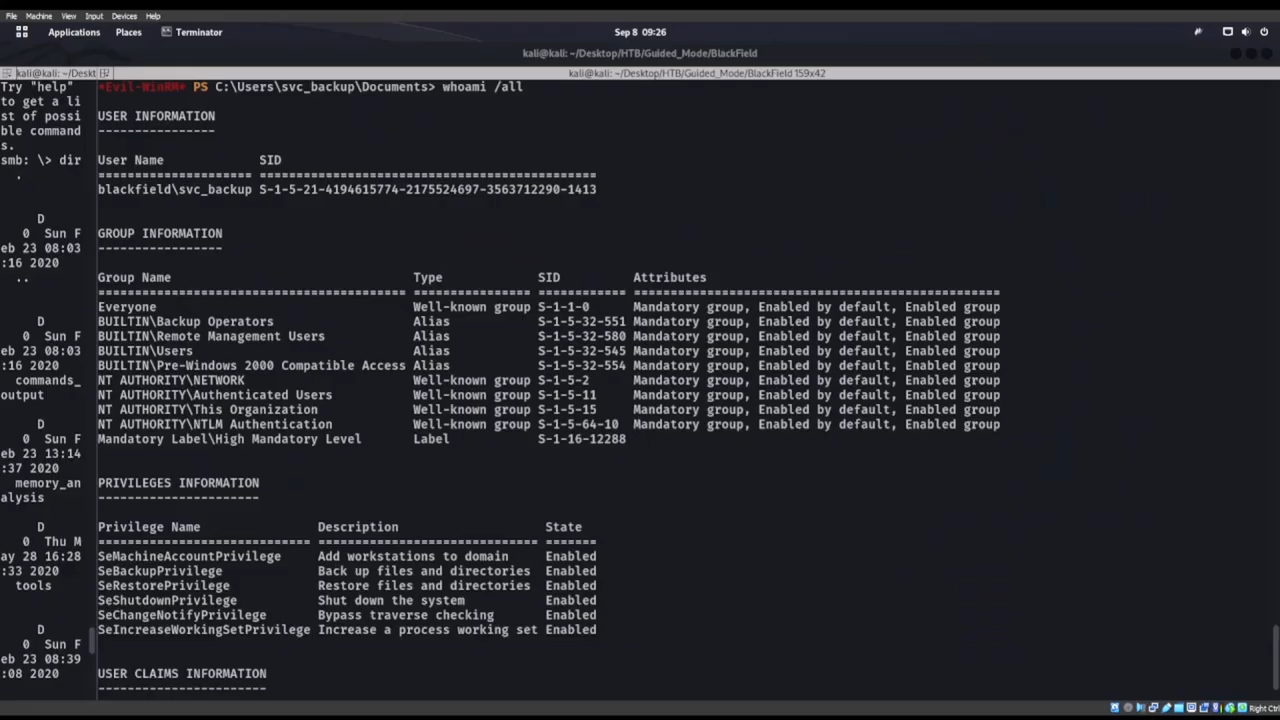 File Machine View Input Devices Help
Applications Places Terminator Sep 8 09:26
kali@kali: ~/Desktop/HTB/Guided_Mode/BlackField
kali@kali: ~/Deskt
kali@kali: ~/Desktop/HTB/Guided_Mode/BlackField 159x42
Try "help"
to get a li
st of possi
ble command
s.
smb: \> dir
.
D
0 Sun F
eb 23 08:03
:16 2020
..
D
0 Sun F
eb 23 08:03
:16 2020
commands_
output
D
0 Sun F
eb 23 13:14
:37 2020
memory_an
alysis
D
0 Thu M
ay 28 16:28
:33 2020
tools
D
0 Sun F
eb 23 08:39
:08 2020
*Evil-WinRM* PS C:\Users\svc_backup\Documents> whoami /all
USER INFORMATION
----------------
User Name SID
===================== ==============================================
blackfield\svc_backup S-1-5-21-4194615774-2175524697-3563712290-1413
GROUP INFORMATION
-----------------
Group Name Type SID Attributes
========================================== ================ ============ ==================================================
Everyone Well-known group S-1-1-0 Mandatory group, Enabled by default, Enabled group
BUILTIN\Backup Operators Alias S-1-5-32-551 Mandatory group, Enabled by default, Enabled group
BUILTIN\Remote Management Users Alias S-1-5-32-580 Mandatory group, Enabled by default, Enabled group
BUILTIN\Users Alias S-1-5-32-545 Mandatory group, Enabled by default, Enabled group
BUILTIN\Pre-Windows 2000 Compatible Access Alias S-1-5-32-554 Mandatory group, Enabled by default, Enabled group
NT AUTHORITY\NETWORK Well-known group S-1-5-2 Mandatory group, Enabled by default, Enabled group
NT AUTHORITY\Authenticated Users Well-known group S-1-5-11 Mandatory group, Enabled by default, Enabled group
NT AUTHORITY\This Organization Well-known group S-1-5-15 Mandatory group, Enabled by default, Enabled group
NT AUTHORITY\NTLM Authentication Well-known group S-1-5-64-10 Mandatory group, Enabled by default, Enabled group
Mandatory Label\High Mandatory Level Label S-1-16-12288
PRIVILEGES INFORMATION
----------------------
Privilege Name Description State
============================= ============================== =======
SeMachineAccountPrivilege Add workstations to domain Enabled
SeBackupPrivilege Back up files and directories Enabled
SeRestorePrivilege Restore files and directories Enabled
SeShutdownPrivilege Shut down the system Enabled
SeChangeNotifyPrivilege Bypass traverse checking Enabled
SeIncreaseWorkingSetPrivilege Increase a process working set Enabled
USER CLAIMS INFORMATION
-----------------------
Right Ctrl